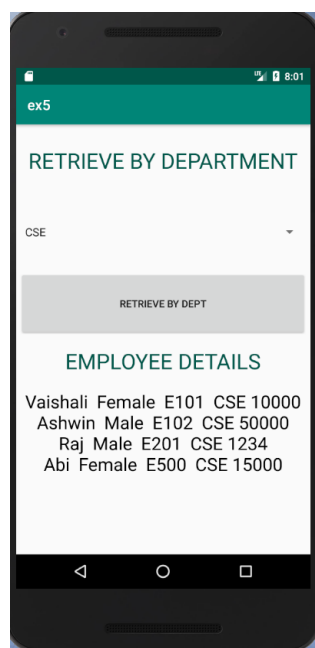 LTE 8:01
ex5
RETRIEVE BY DEPARTMENT
CSE
RETRIEVE BY DEPT
EMPLOYEE DETAILS
Vaishali Female E101 CSE 10000
Ashwin Male E102 CSE 50000
Raj Male E201 CSE 1234
Abi Female E500 CSE 15000